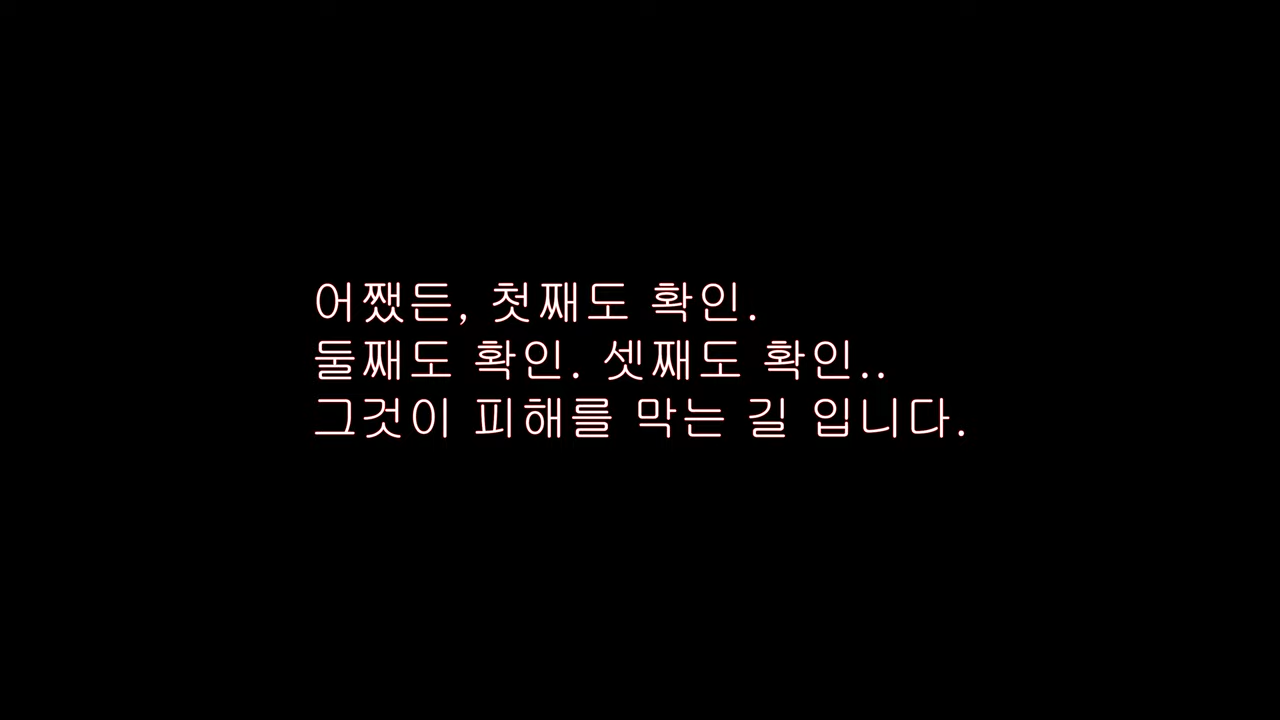 어쨌든, 첫째도 확인.
둘째도 확인. 셋째도 확인..
그것이 피해를 막는 길 입니다.